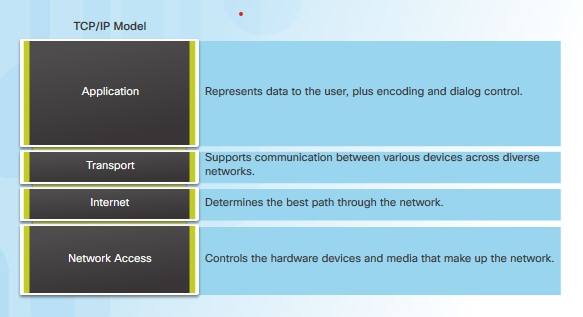 TCP/IP Model
Application
Represents data to the user, plus encoding and dialog control.
Transport
Supports communication between various devices across diverse
networks.
Internet
Determines the best path through the network.
Network Access
Controls the hardware devices and media that make up the network.